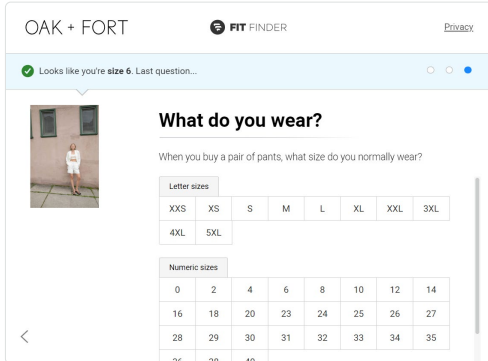 OAK + FORT
FIT FINDER
Privacy
Looks like you're size 6. Last question...
What do you wear?
When you buy a pair of pants, what size do you normally wear?
Letter sizes
XXS XS S M L XL XXL 3XL
4XL 5XL
Numeric sizes
0 2 4 6 8 10 12 14
16 18 20 23 24 25 26 27
28 29 30 31 32 33 34 35